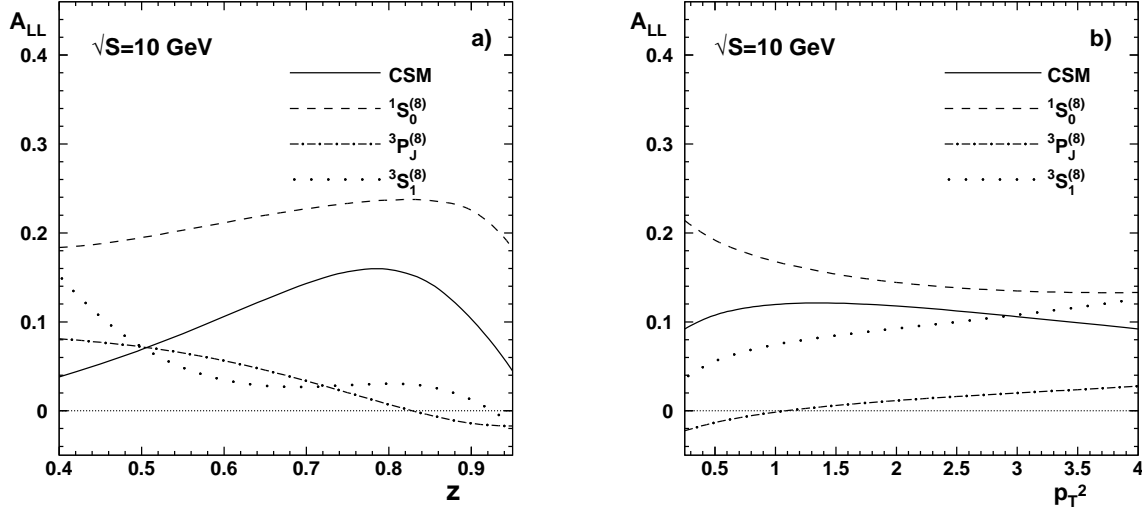 A_LL
√S=10 GeV
a)
CSM
¹S₀⁽⁸⁾
³P_J⁽⁸⁾
³S₁⁽⁸⁾
0.4
0.3
0.2
0.1
0
0.4 0.5 0.6 0.7 0.8 0.9
z
A_LL
√S=10 GeV
b)
CSM
¹S₀⁽⁸⁾
³P_J⁽⁸⁾
³S₁⁽⁸⁾
0.4
0.3
0.2
0.1
0
0.5 1 1.5 2 2.5 3 3.5 4
p_T²